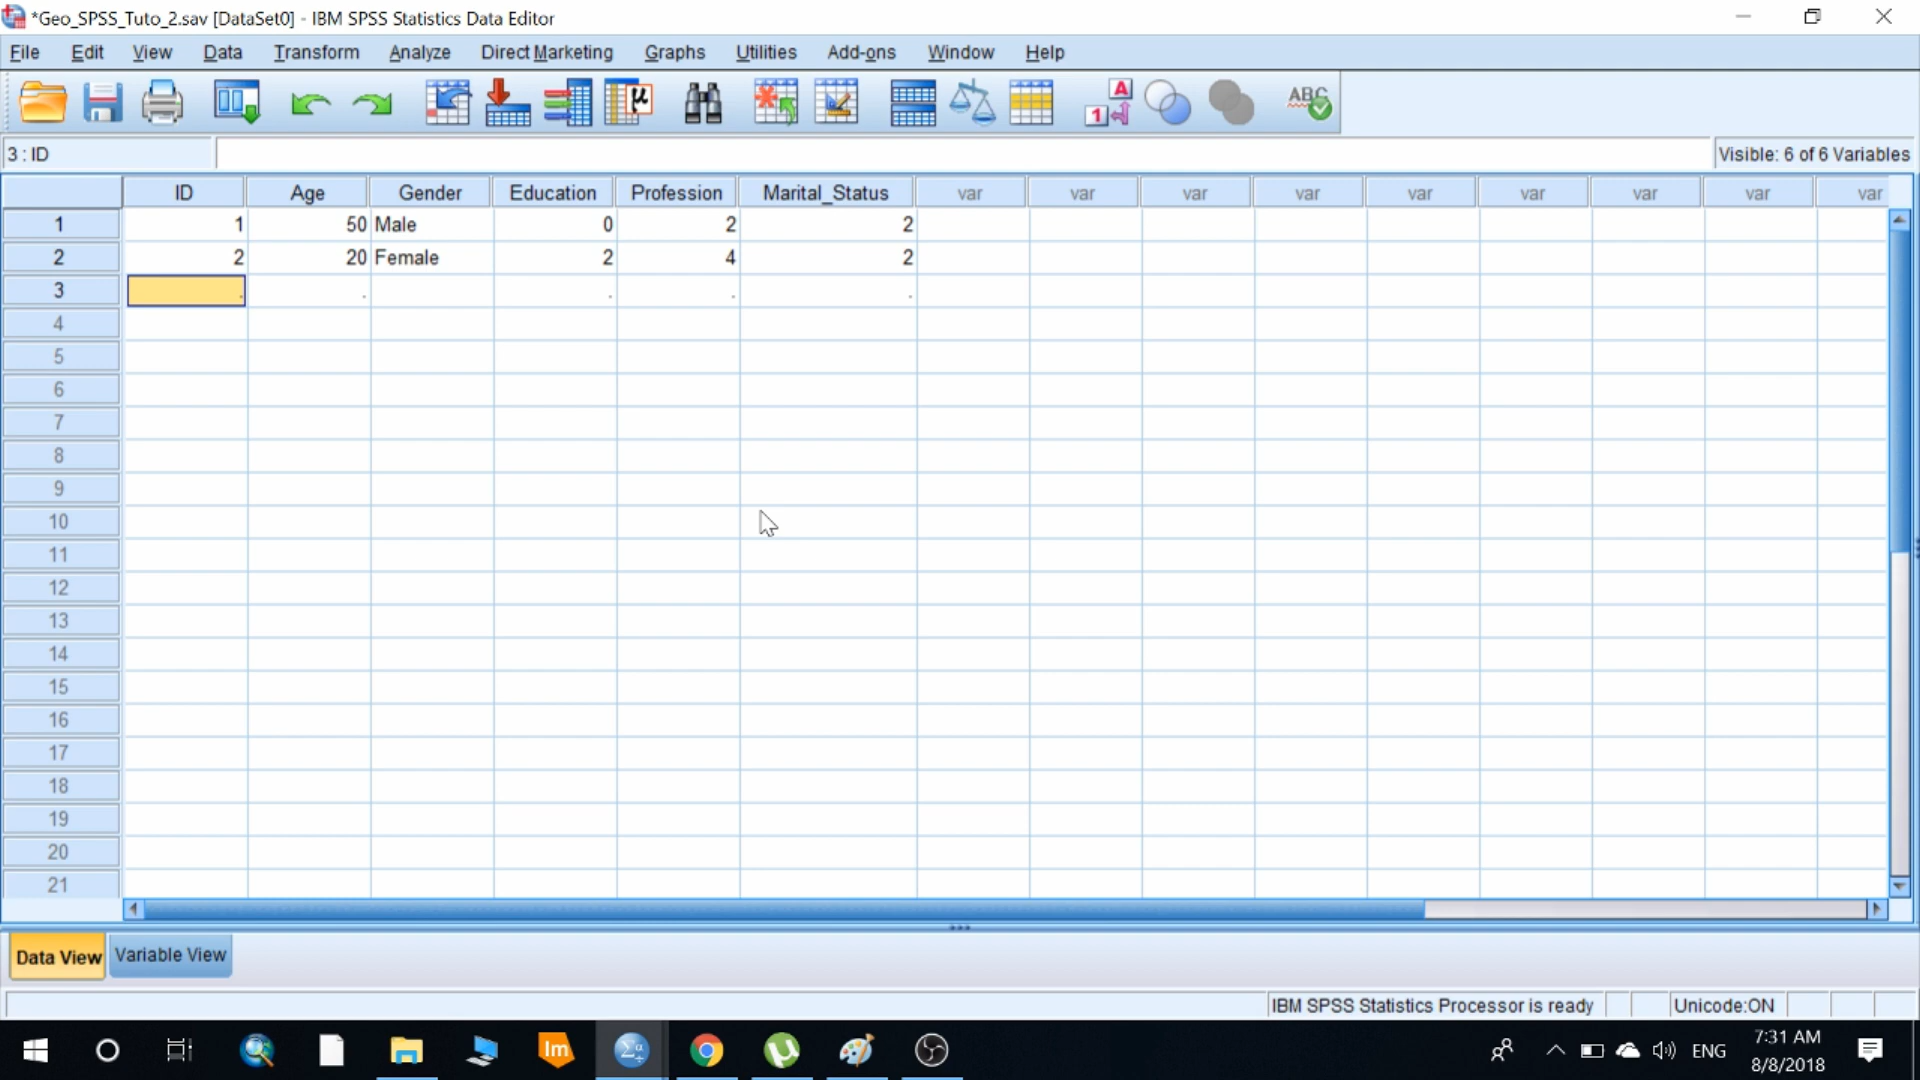 *Geo_SPSS_Tuto_2.sav [DataSet0] - IBM SPSS Statistics Data Editor
File Edit View Data Transform Analyze Direct Marketing Graphs Utilities Add-ons Window Help
μ A 1 ABC
3 : ID Visible: 6 of 6 Variables
ID Age Gender Education Profession Marital_Status var var var var var var var var var
1 1 50 Male 0 2 2
2 2 20 Female 2 4 2
3 . . . . .
4
5
6
7
8
9
10
11
12
13
14
15
16
17
18
19
20
21
Data View Variable View
IBM SPSS Statistics Processor is ready Unicode:ON
Im Σα ENG 7:31 AM
8/8/2018